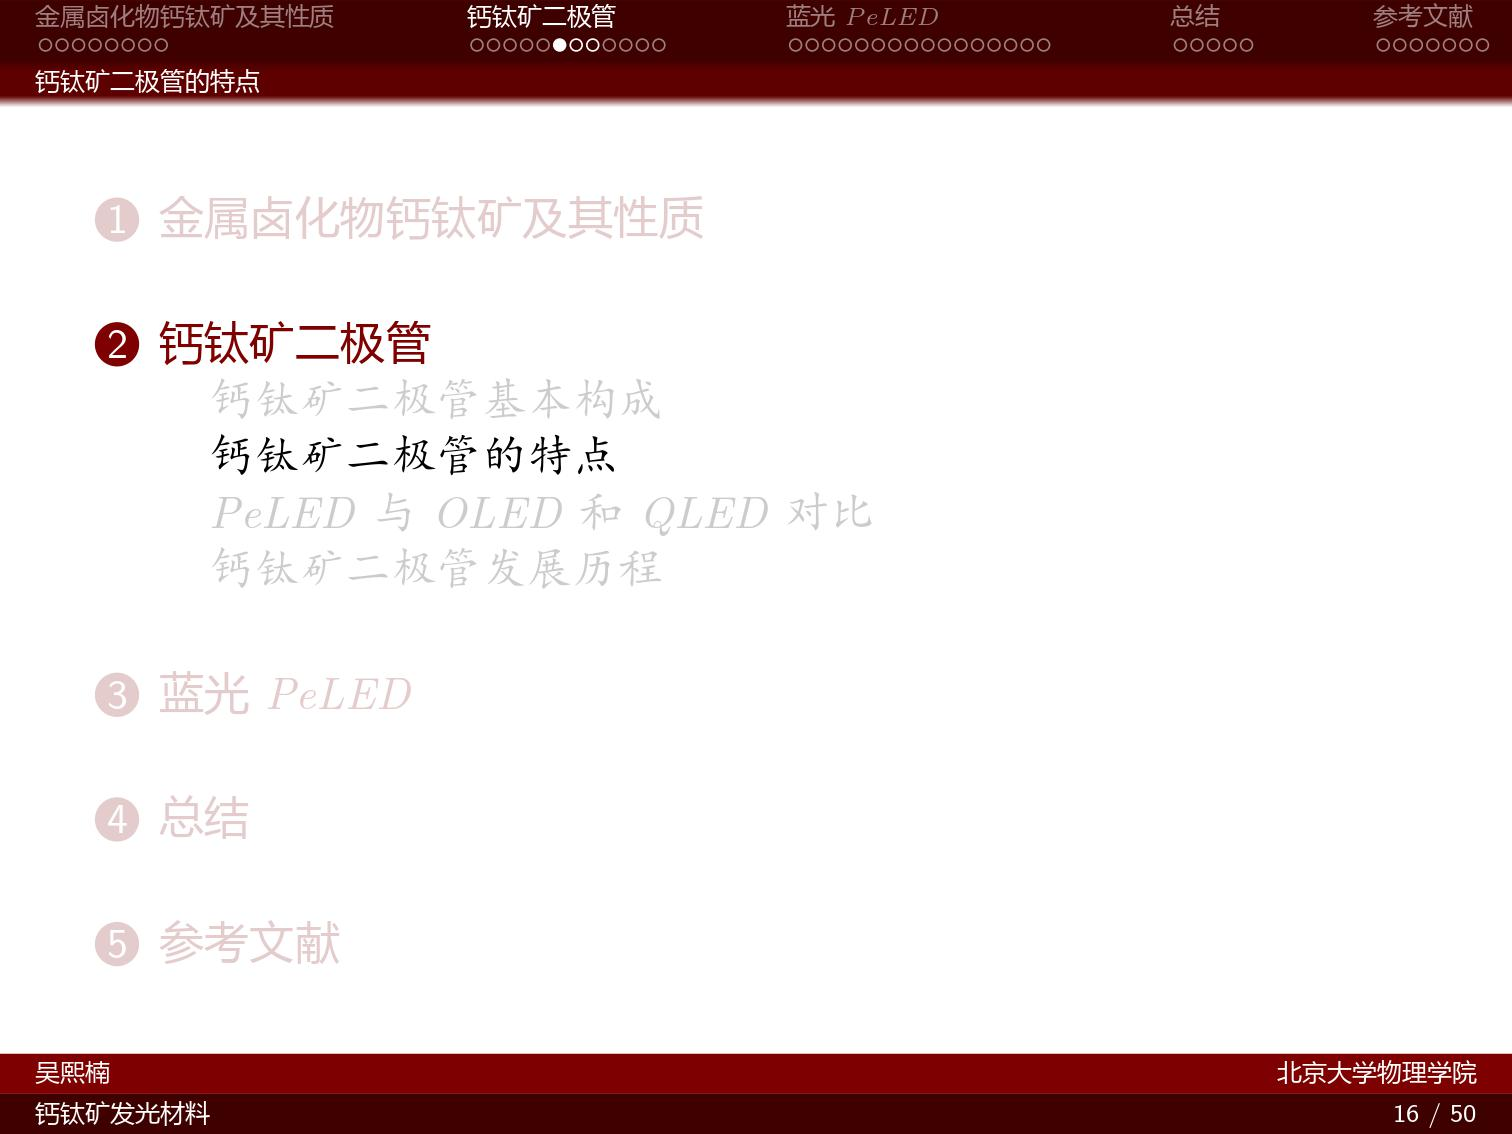 金属卤化物钙钛矿及其性质 钙钛矿二极管 蓝光 PeLED 总结 参考文献
钙钛矿二极管的特点
1 金属卤化物钙钛矿及其性质
2 钙钛矿二极管
钙钛矿二极管基本构成
钙钛矿二极管的特点
PeLED 与 OLED 和 QLED 对比
钙钛矿二极管发展历程
3 蓝光 PeLED
4 总结
5 参考文献
吴熙楠 北京大学物理学院
钙钛矿发光材料 16 / 50